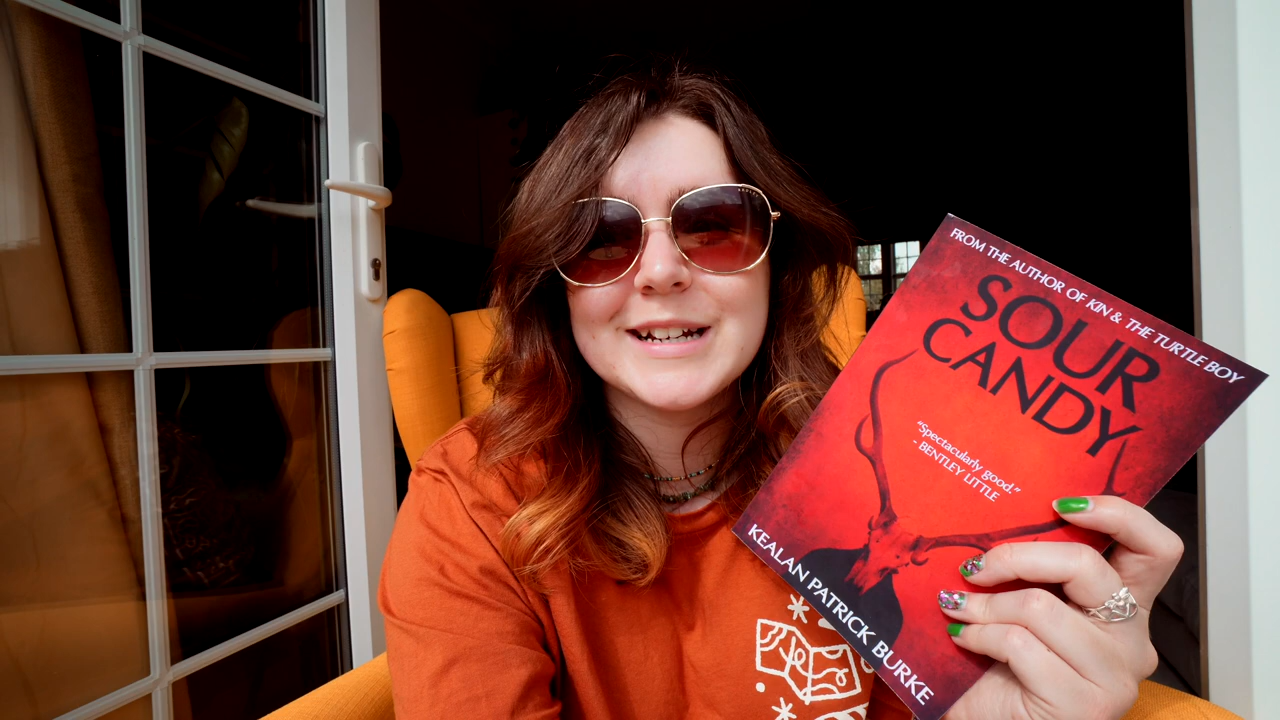 FROM THE AUTHOR OF KIN & THE TURTLE BOY
SOUR
CANDY
"Spectacularly good."
- BENTLEY LITTLE
KEALAN PATRICK BURKE